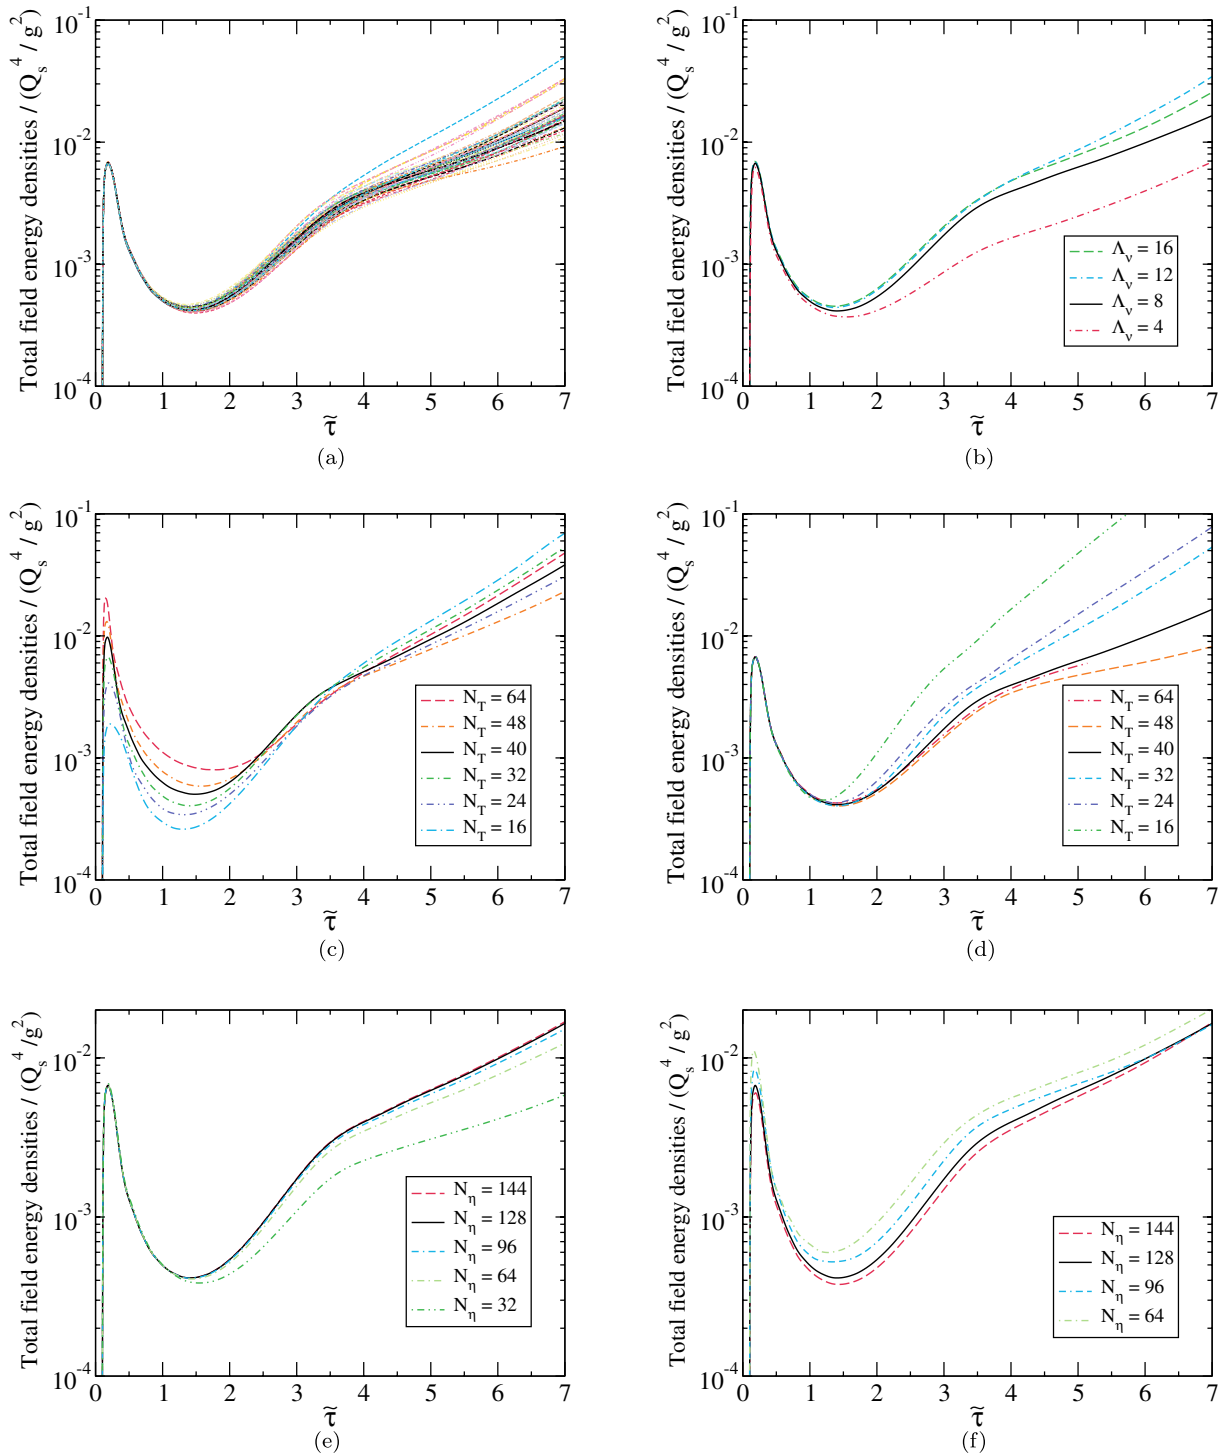 Total field energy densities / (Q_s^4 / g^2)
10^-1
10^-2
10^-3
10^-4
0 1 2 3 4 5 6 7
τ̃
(a)
Total field energy densities / (Q_s^4 / g^2)
10^-1
10^-2
10^-3
10^-4
Λ_ν = 16
Λ_ν = 12
Λ_ν = 8
Λ_ν = 4
0 1 2 3 4 5 6 7
τ̃
(b)
Total field energy densities / (Q_s^4 / g^2)
10^-1
10^-2
10^-3
10^-4
N_T = 64
N_T = 48
N_T = 40
N_T = 32
N_T = 24
N_T = 16
0 1 2 3 4 5 6 7
τ̃
(c)
Total field energy densities / (Q_s^4 / g^2)
10^-1
10^-2
10^-3
10^-4
N_T = 64
N_T = 48
N_T = 40
N_T = 32
N_T = 24
N_T = 16
0 1 2 3 4 5 6 7
τ̃
(d)
Total field energy densities / (Q_s^4 /g^2)
10^-2
10^-3
10^-4
N_η = 144
N_η = 128
N_η = 96
N_η = 64
N_η = 32
0 1 2 3 4 5 6 7
τ̃
(e)
Total field energy densities / (Q_s^4 / g^2)
10^-2
10^-3
10^-4
N_η = 144
N_η = 128
N_η = 96
N_η = 64
0 1 2 3 4 5 6 7
τ̃
(f)